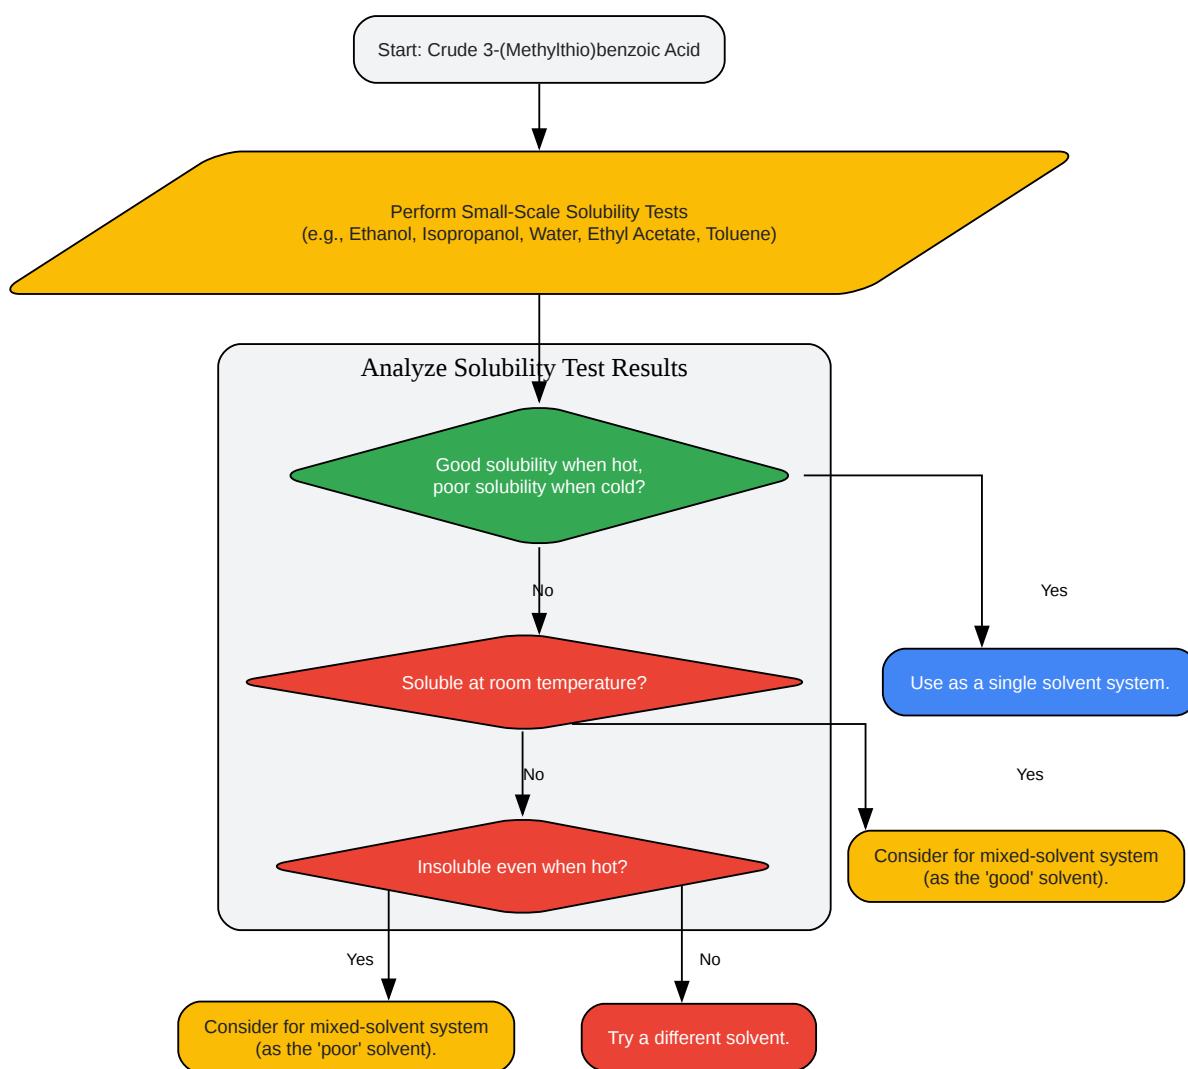 Start: Crude 3-(Methylthio)benzoic Acid
Perform Small-Scale Solubility Tests
(e.g., Ethanol, Isopropanol, Water, Ethyl Acetate, Toluene)
Analyze Solubility Test Results
Good solubility when hot,
poor solubility when cold?
No
Yes
Soluble at room temperature?
Use as a single solvent system.
No
Yes
Insoluble even when hot?
Consider for mixed-solvent system
(as the 'good' solvent).
Yes
No
Consider for mixed-solvent system
(as the 'poor' solvent).
Try a different solvent.